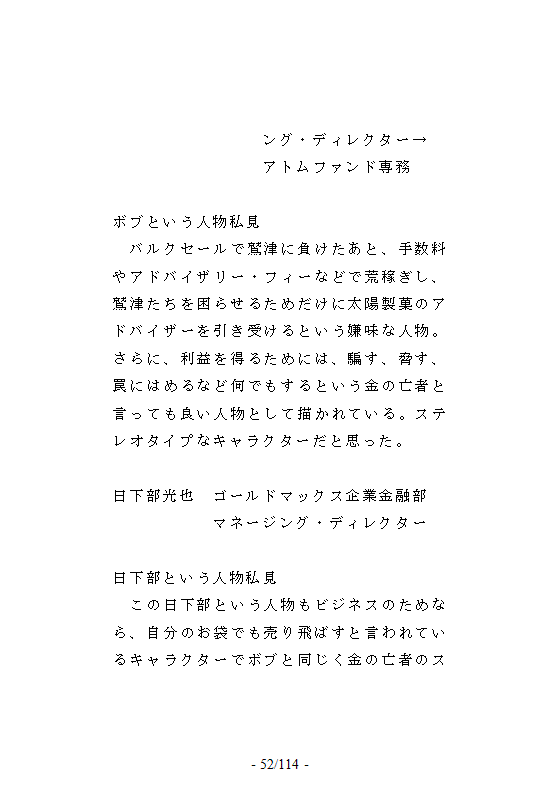 ング・ディレクター→
アトムファンド専務
ボブという人物私見
バルクセールで鷲津に負けたあと、手数料
やアドバイザリー・フィーなどで荒稼ぎし、
鷲津たちを困らせるためだけに太陽製菓のア
ドバイザーを引き受けるという嫌味な人物。
さらに、利益を得るためには、騙す、脅す、
罠にはめるなど何でもするという金の亡者と
言っても良い人物として描かれている。ステ
レオタイプなキャラクターだと思った。
日下部光也　ゴールドマックス企業金融部
マネージング・ディレクター
日下部という人物私見
この日下部という人物もビジネスのためな
ら、自分のお袋でも売り飛ばすと言われてい
るキャラクターでボブと同じく金の亡者のス
- 52/114 -